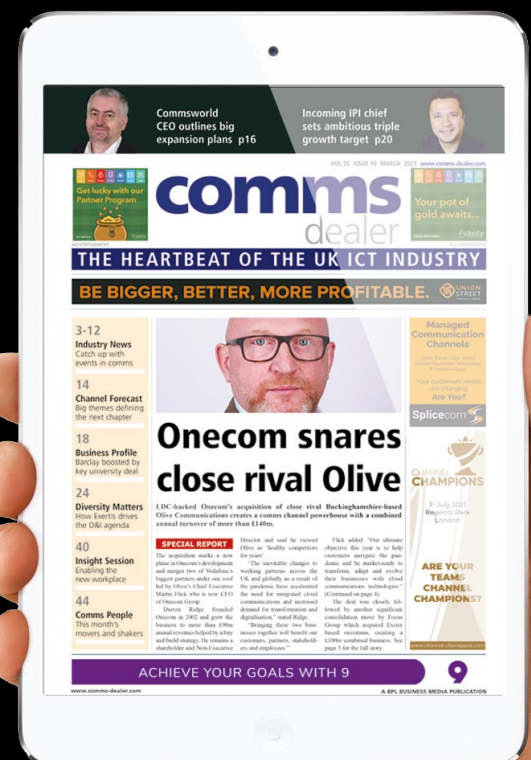 Commsworld
CEO outlines big
expansion plans p16
Incoming IPI chief
sets ambitious triple
growth target p20
VOL 25 ISSUE 10 MARCH 2021 www.comms-dealer.com
Get lucky with our
Partner Program
comms
dealer
Your pot of
gold awaits...
Fidelity
ADVERTISEMENT
THE HEARTBEAT OF THE UK ICT INDUSTRY
BE BIGGER, BETTER, MORE PROFITABLE.
UNION
STREET
3-12
Industry News
Catch up with
events in comms
14
Channel Forecast
Big themes defining
the next chapter
18
Business Profile
Barclay boosted by
key university deal
24
Diversity Matters
How Exertis drives
the D&I agenda
40
Insight Session
Enabling the
new workplace
44
Comms People
This month's
movers and shakers
Onecom snares
close rival Olive
LDC-backed Onecom's acquisition of close rival Buckinghamshire-based
Olive Communications creates a comms channel powerhouse with a combined
annual turnover of more than £140m.
SPECIAL REPORT
The acquisition marks a new
phase in Onecom's development
and merges two of Vodafone's
biggest partners under one roof
led by Olive's Chief Executive
Martin Flick who is now CEO
of Onecom Group.
Darren Ridge founded
Onecom in 2002 and grew the
business to more than £90m
annual revenues helped by a buy
and build strategy. He remains a
shareholder and Non-Executive
Director and said he viewed
Olive as 'healthy competitors
for years'.
"The inevitable changes to
working patterns across the
UK and globally as a result of
the pandemic have accelerated
the need for integrated cloud
communications and increased
demand for transformation and
digitalisation," stated Ridge.
"Bringing these two busi-
nesses together will benefit our
customers, partners, stakehold-
ers and employees."
Flick added: "Our ultimate
objective this year is to help
customers navigate the pan-
demic and be market-ready to
transform, adapt and evolve
their businesses with cloud
communications technologies."
(Continued on page 4)
The deal was closely fol-
lowed by another significant
consolidation move by Focus
Group which acquired Exeter
based swcomms, creating a
£100m combined business. See
page 3 for the full story.
Managed
Communication
Channels
Your customers needs
are changing
Are You?
Splicecom
CHANNEL
CHAMPIONS
1st July 2021
Regents Park
London
ARE YOUR
TEAMS
CHANNEL
CHAMPIONS?
www.channel-champions.com
ACHIEVE YOUR GOALS WITH 9
9
www.comms-dealer.com
A BPL BUSINESS MEDIA PUBLICATION